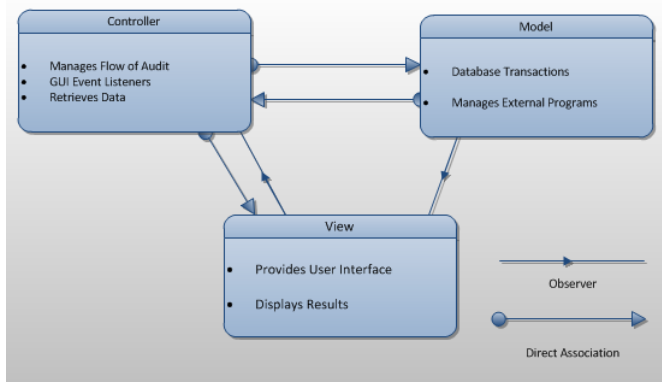 Controller
• Manages Flow of Audit
• GUI Event Listeners
• Retrieves Data
Model
• Database Transactions
• Manages External Programs
View
• Provides User Interface
• Displays Results
Observer
Direct Association